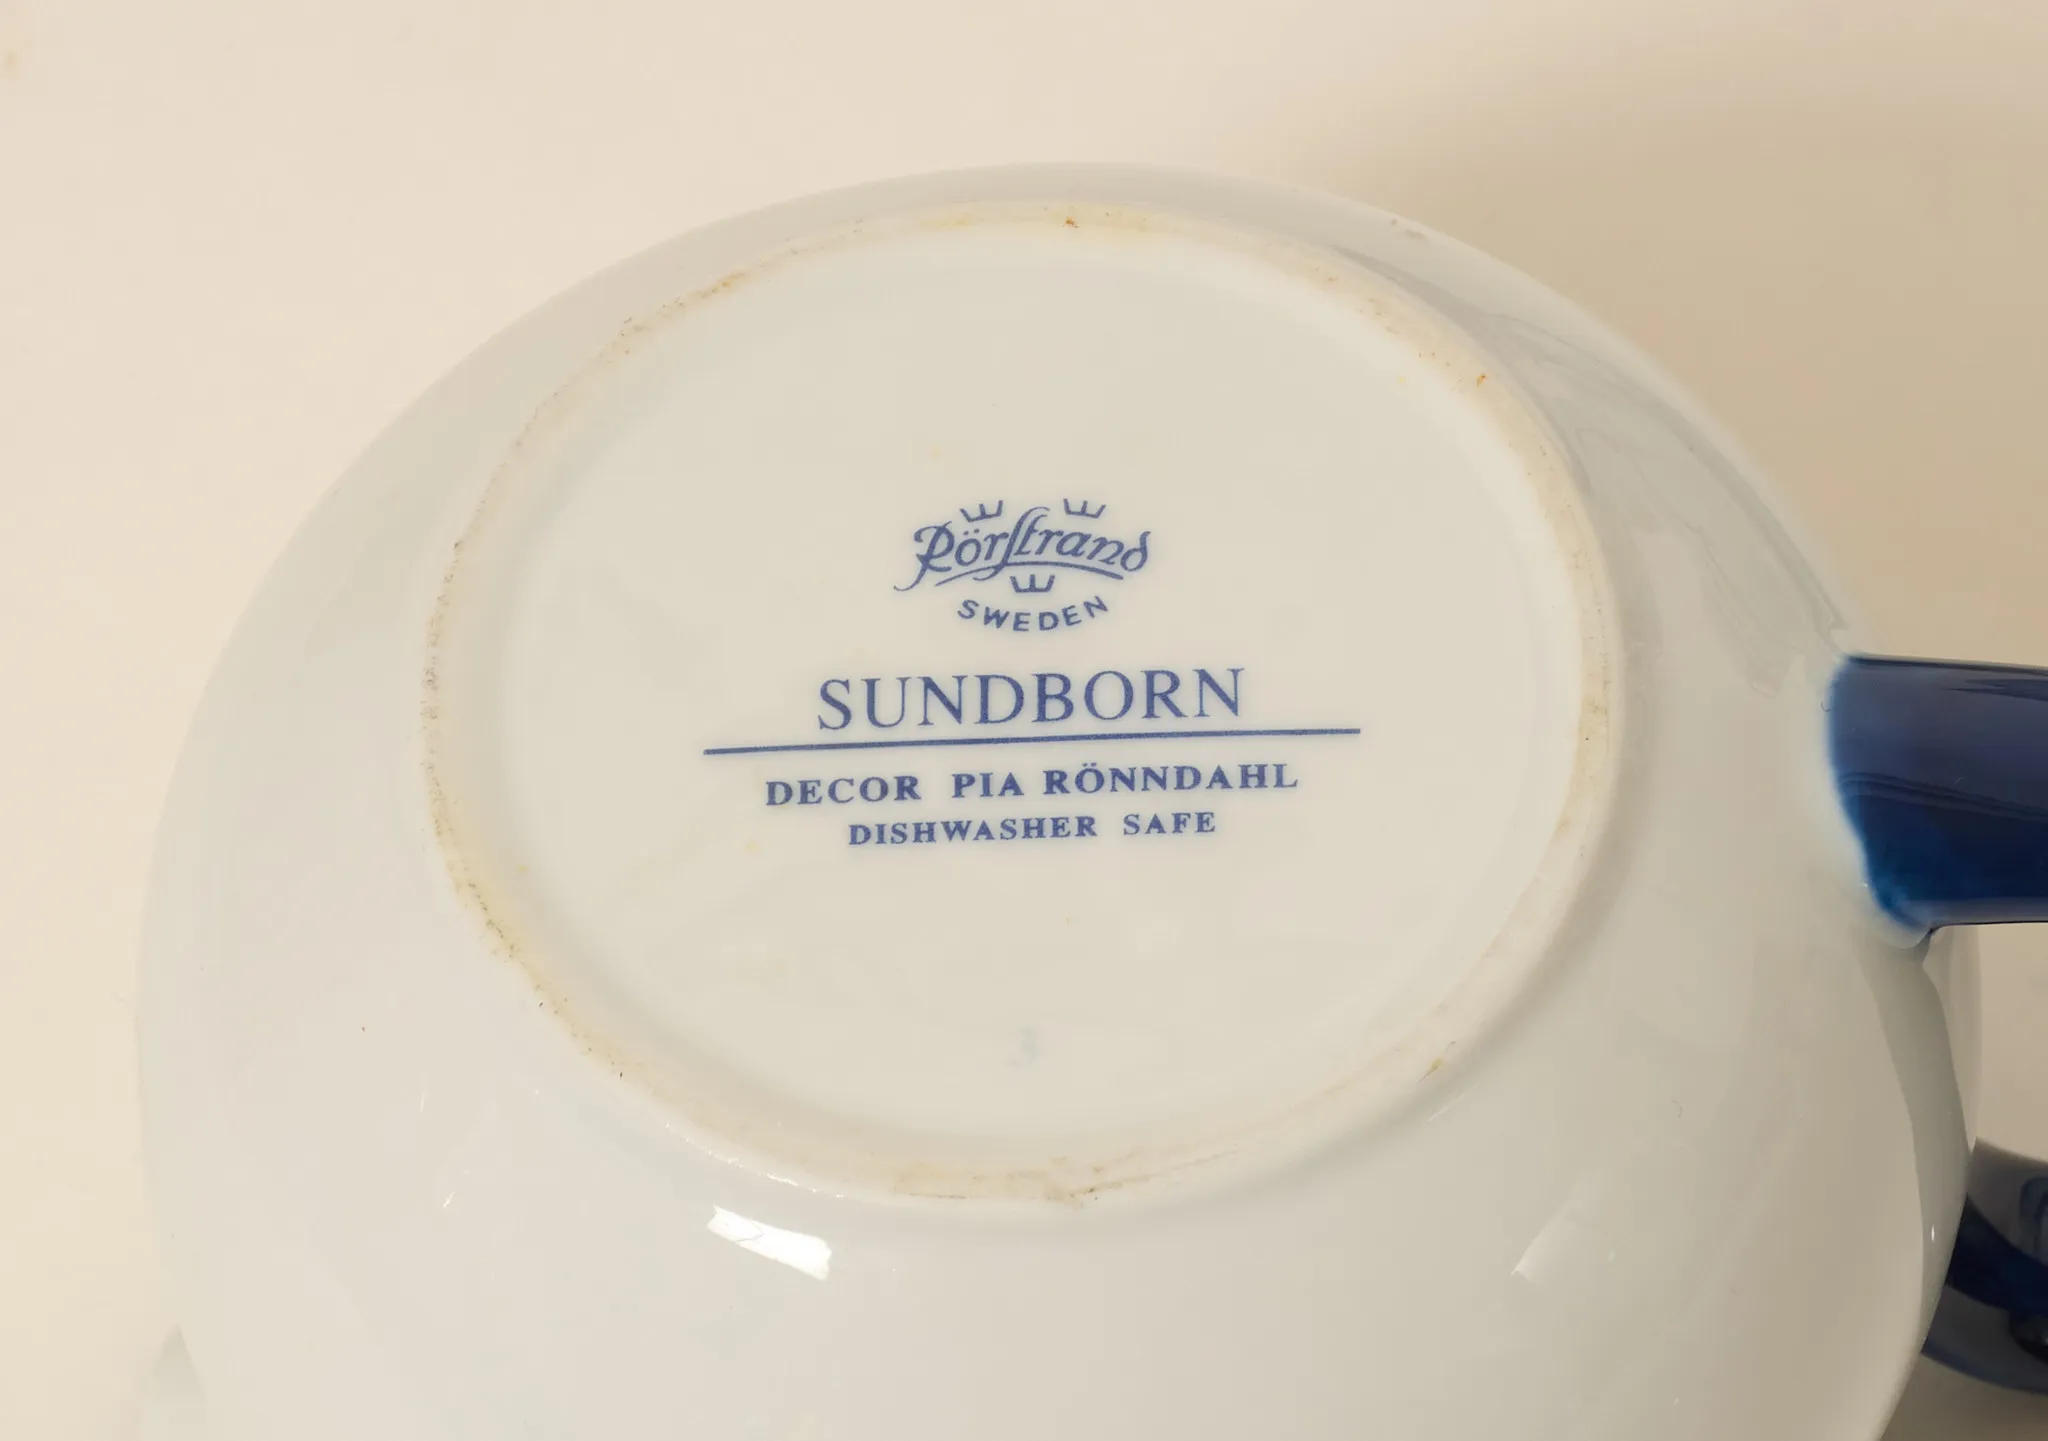 Rörstrand
SWEDEN
SUNDBORN
DECOR PIA RÖNNDAHL
DISHWASHER SAFE